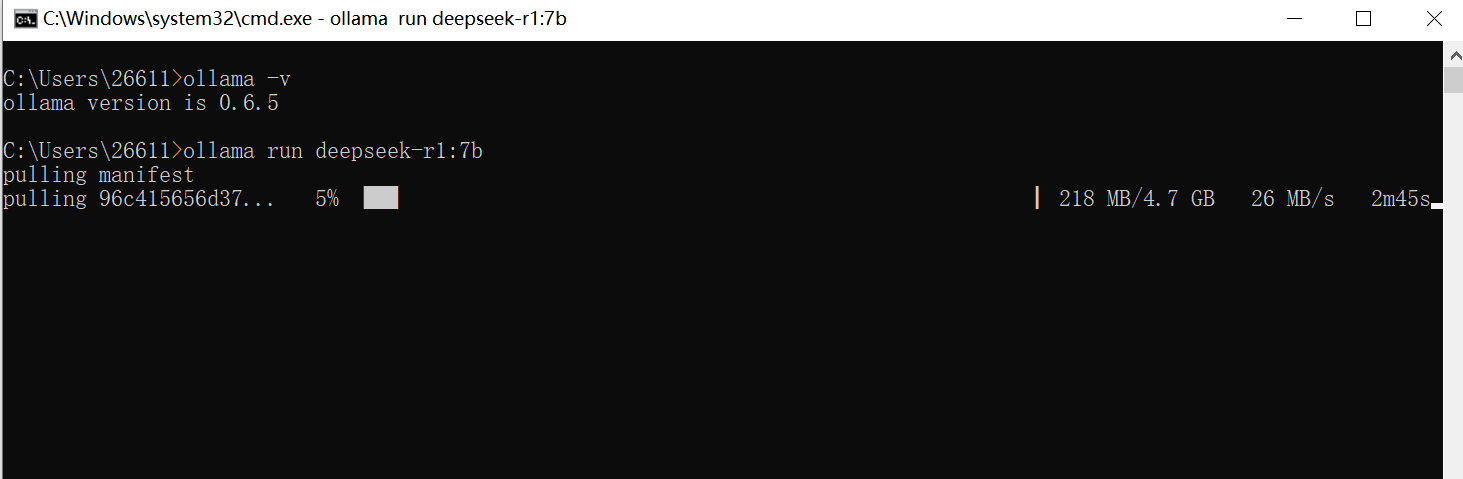 C:\Windows\system32\cmd.exe - ollama  run deepseek-r1:7b
C:\Users\26611>ollama -v
ollama version is 0.6.5
C:\Users\26611>ollama run deepseek-r1:7b
pulling manifest
pulling 96c415656d37...   5%   218 MB/4.7 GB   26 MB/s   2m45s